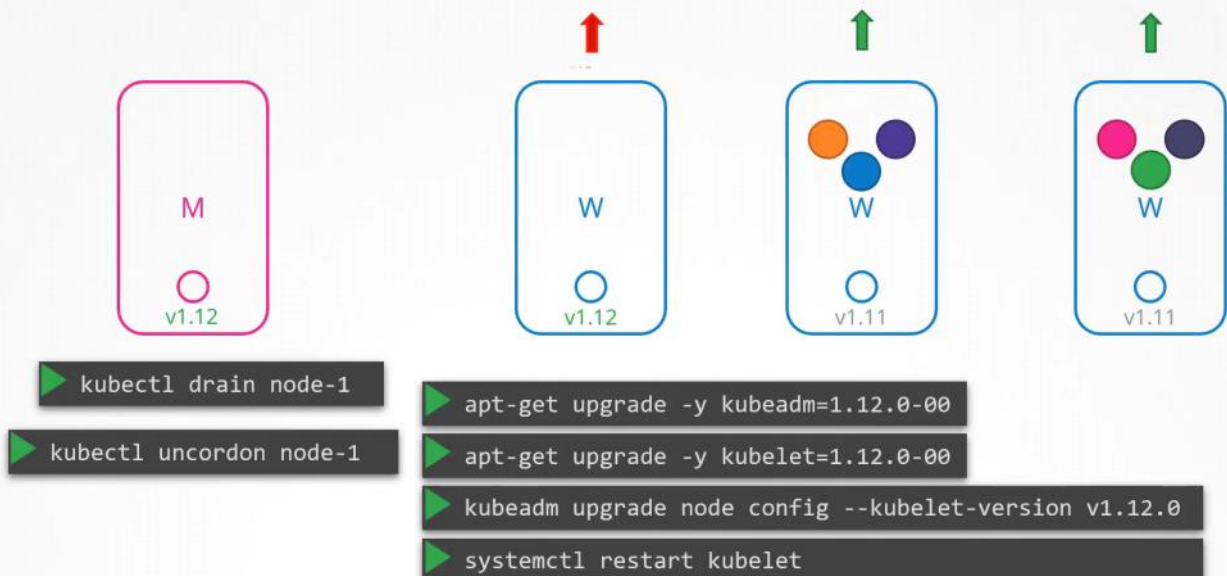 M
W
W
W
v1.12
v1.12
v1.11
v1.11
kubectl drain node-1
kubectl uncordon node-1
apt-get upgrade -y kubeadm=1.12.0-00
apt-get upgrade -y kubelet=1.12.0-00
kubeadm upgrade node config --kubelet-version v1.12.0
systemctl restart kubelet